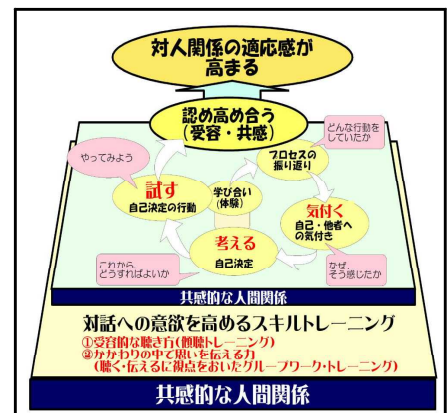 対人関係の適応感が
高まる
認め高め合う
(受容・共感)
どんな行動を
していたか
プロセスの
振り返り
やってみよう
試す
自己決定の行動
学び合い
(体験)
気付く
自己・他者へ
の気付き
考える
自己決定
これから、
どうすればよいか
なぜ、
そう感じたか
共感的な人間関係
対話への意欲を高めるスキルトレーニング
①受容的な聴き方(傾聴トレーニング)
②かかわりの中で思いを伝える力
(聴く・伝えるに視点をおいたグループワーク・トレーニング)
共感的な人間関係